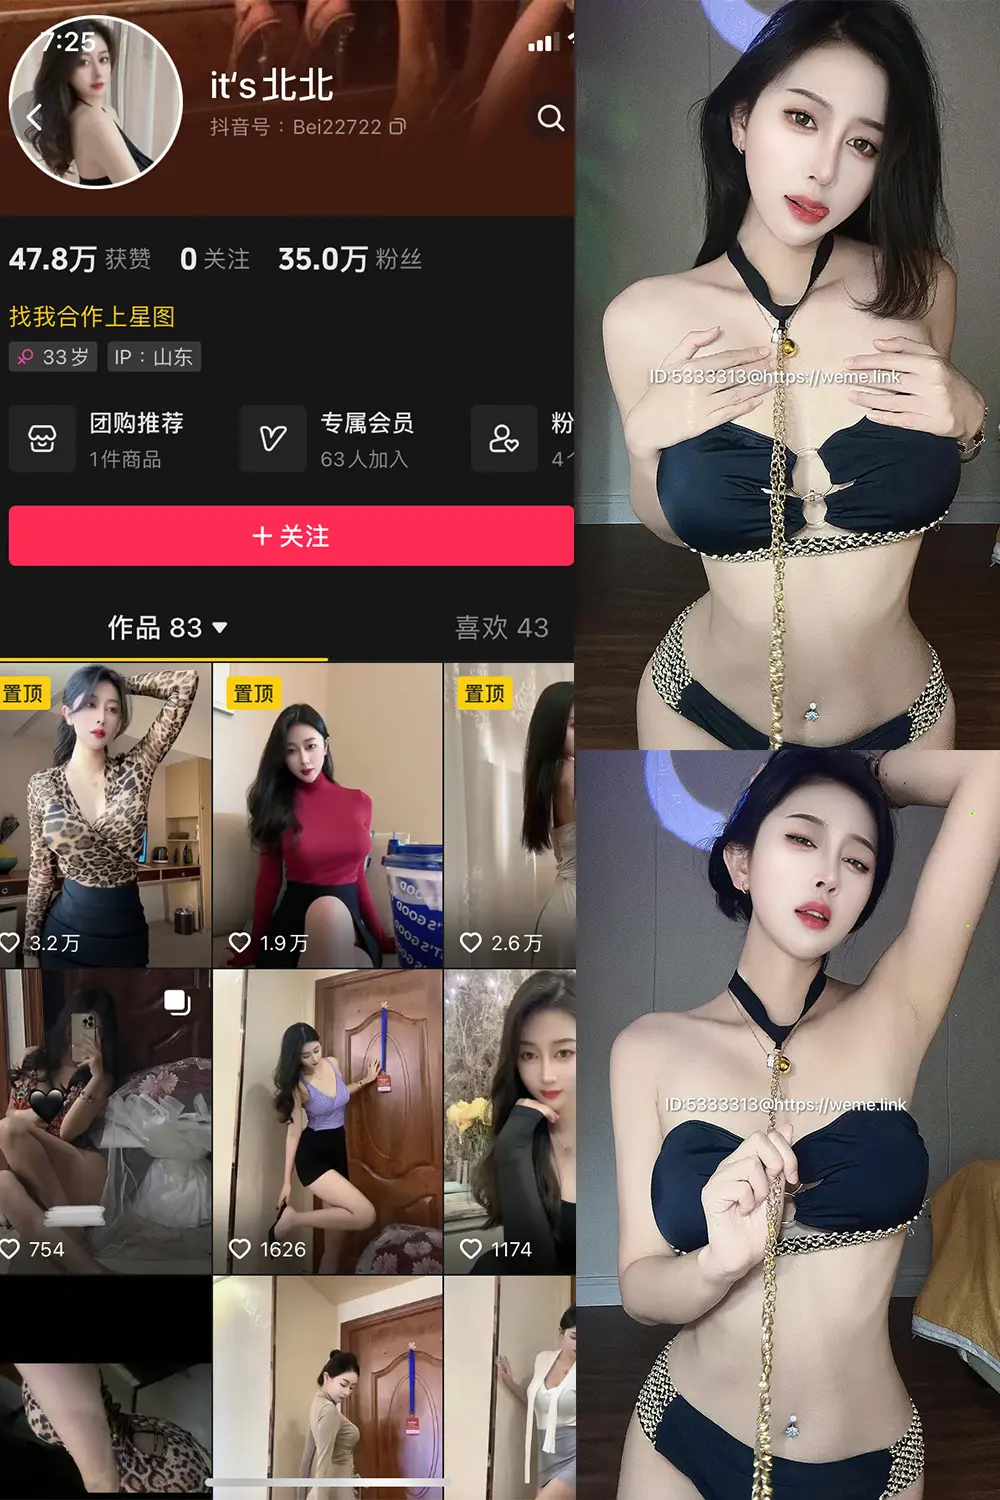 7:25
it‘s北北
抖音号：Bei22722
47.8万 获赞 0 关注 35.0万 粉丝
找我合作上星图
33岁 IP：山东
团购推荐
1件商品
专属会员
63人加入
粉
4
+ 关注
作品 83
喜欢 43
置顶
置顶
置顶
3.2万
1.9万
2.6万
754
1626
1174
ID:5333313@https://weme.link
ID:5333313@https://weme.link